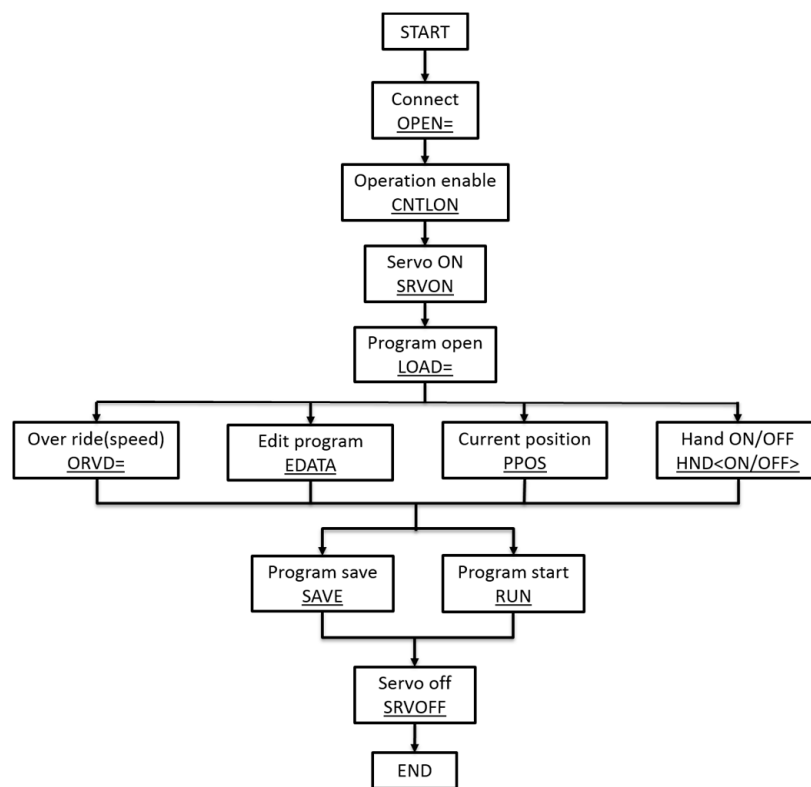 START
Connect
OPEN=
Operation enable
CNTLON
Servo ON
SRVON
Program open
LOAD=
Over ride(speed)
ORVD=
Edit program
EDATA
Current position
PPOS
Hand ON/OFF
HND<ON/OFF>
Program save
SAVE
Program start
RUN
Servo off
SRVOFF
END